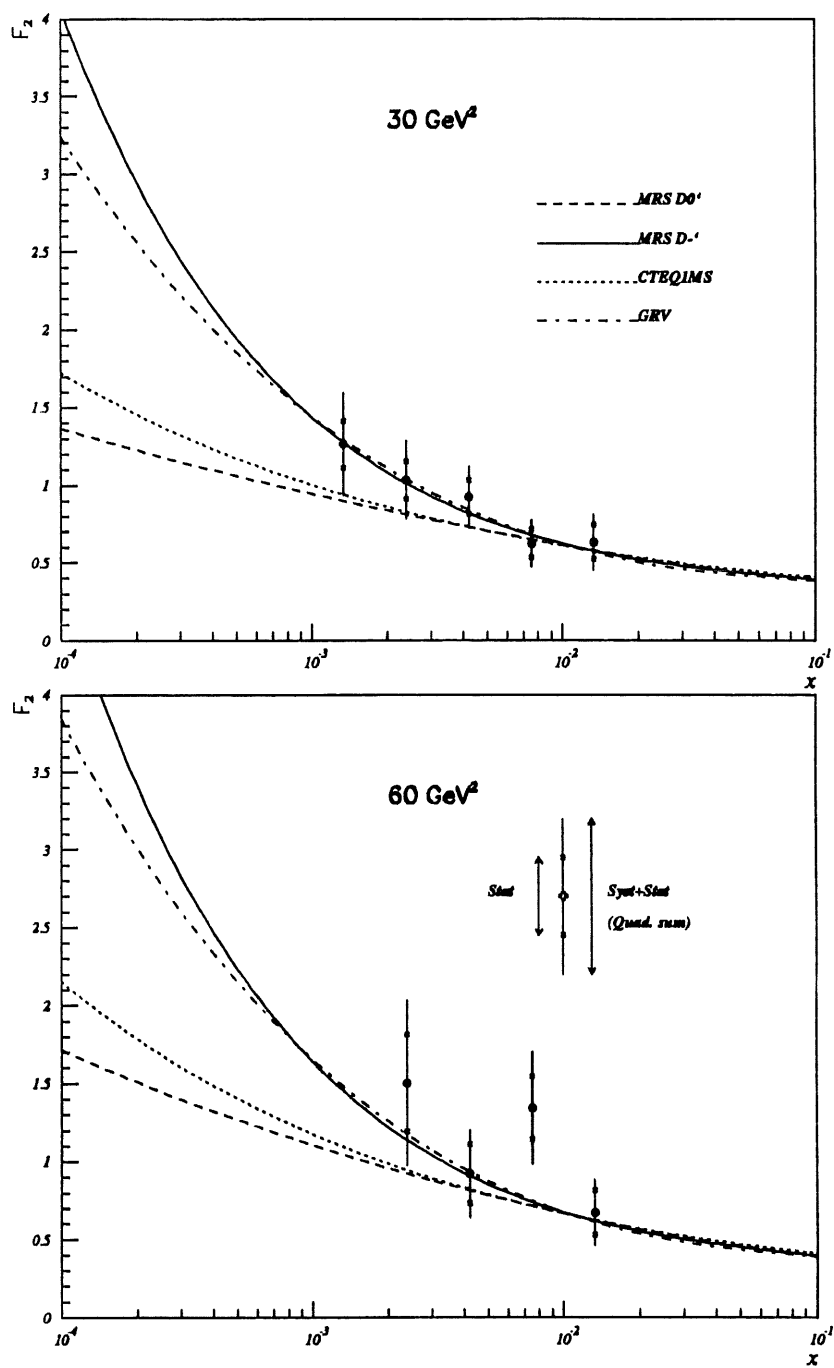 F₂
4
3.5
3
2.5
2
1.5
1
0.5
0
30 GeV²
MRS D0'
MRS D-'
CTEQ1MS
GRV
10⁻⁴
10⁻³
10⁻²
10⁻¹
x
F₂
4
3.5
3
2.5
2
1.5
1
0.5
0
60 GeV²
Stat
Syst+Stat
(Quad. sum)
10⁻⁴
10⁻³
10⁻²
10⁻¹
x